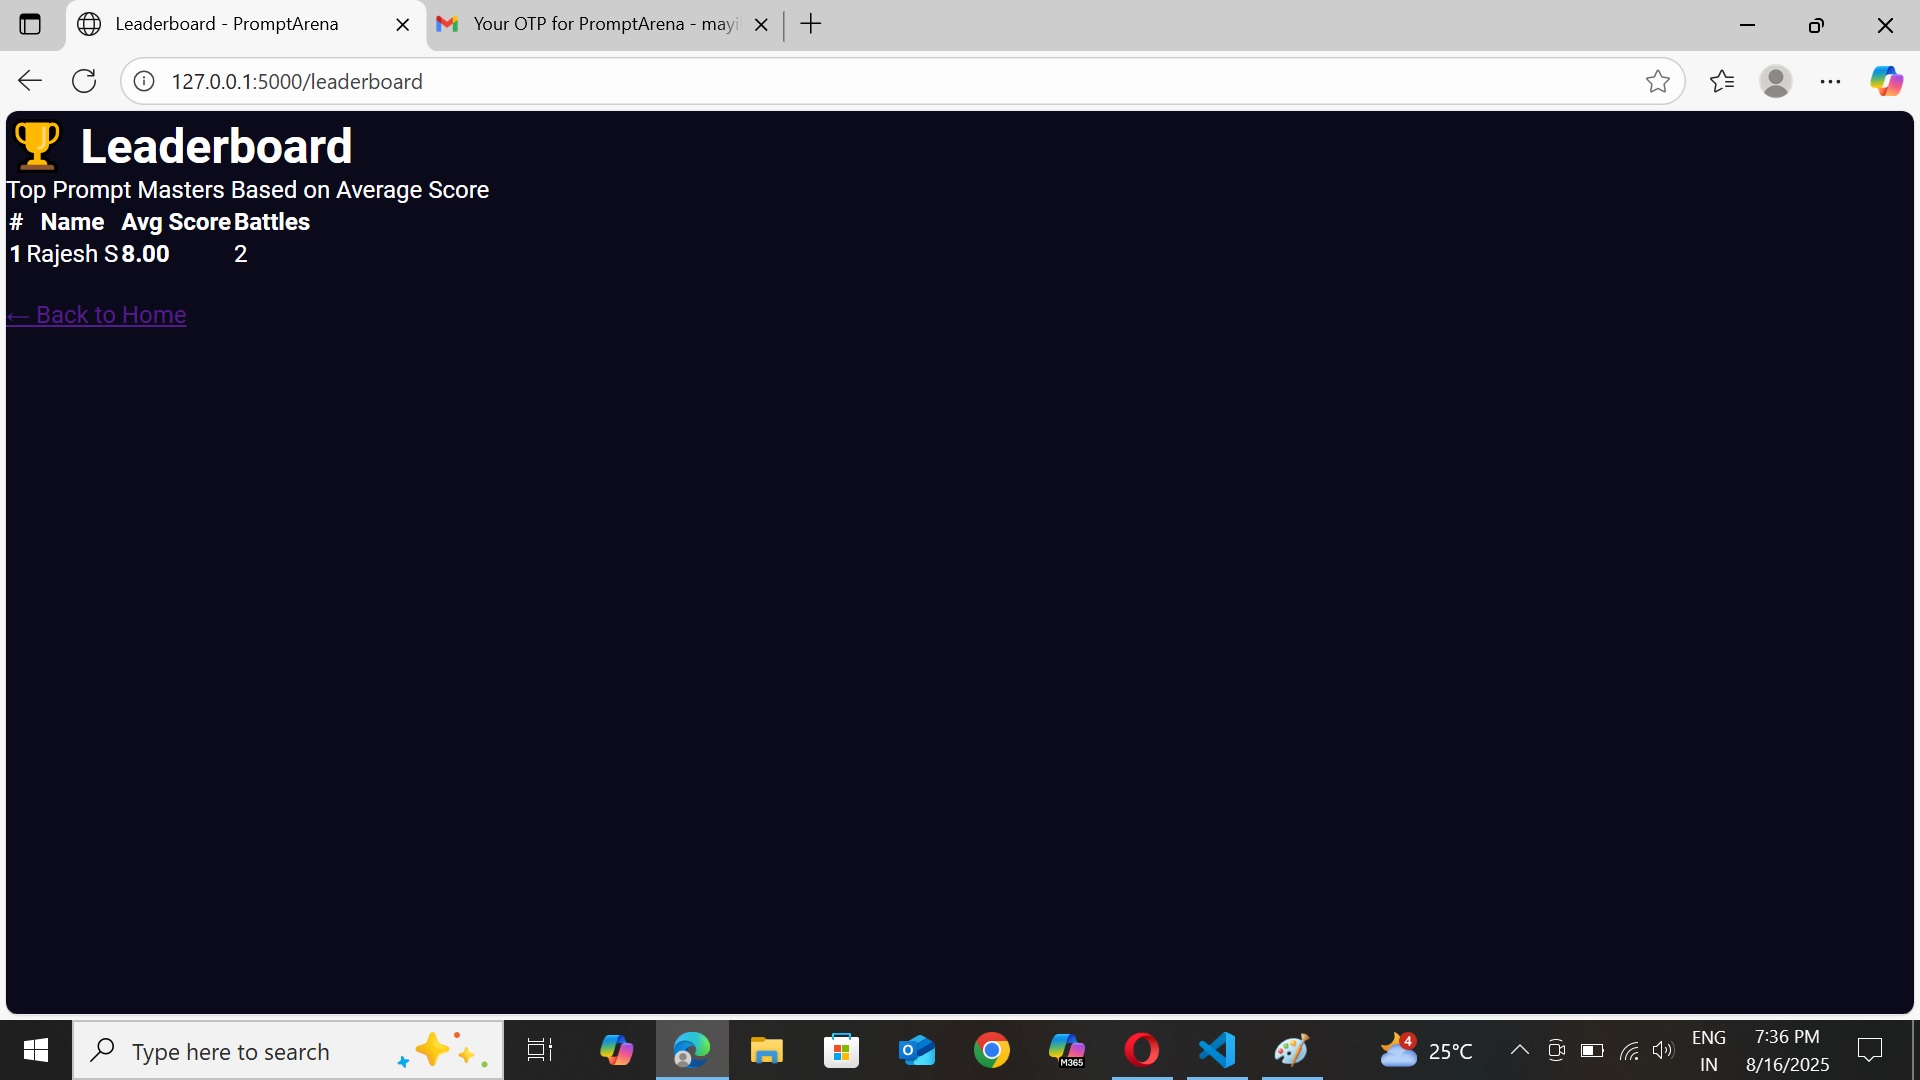 Leaderboard - PromptArena
Your OTP for PromptArena - mayi
127.0.0.1:5000/leaderboard
🏆 Leaderboard
Top Prompt Masters Based on Average Score
# Name Avg Score Battles
1 Rajesh S 8.00 2
← Back to Home
Type here to search
M365
4
25°C
ENG
IN
7:36 PM
8/16/2025